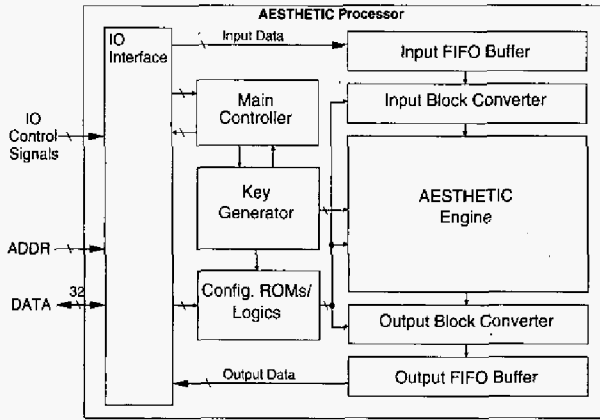 AESTHETIC Processor
IO
Interface
Input Data
Input FIFO Buffer
Input Block Converter
Main
Controller
IO
Control
Signals
Key
Generator
AESTHETIC
Engine
ADDR
32
DATA
Config. ROMs/
Logics
Output Block Converter
Output Data
Output FIFO Buffer